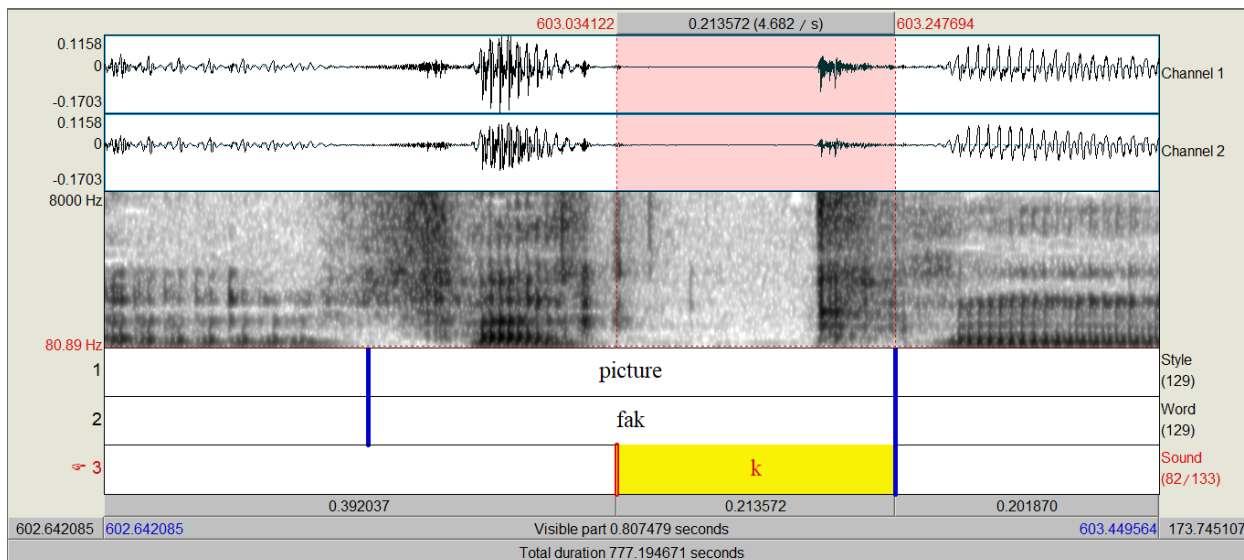 603.034122 0.213572 (4.682 / s) 603.247694
0.1158
0
-0.1703
Channel 1
0.1158
0
-0.1703
Channel 2
8000 Hz
80.89 Hz
1 picture Style (129)
2 fak Word (129)
☞ 3 k Sound (82/133)
0.392037 0.213572 0.201870
602.642085 602.642085 Visible part 0.807479 seconds 603.449564 173.745107
Total duration 777.194671 seconds